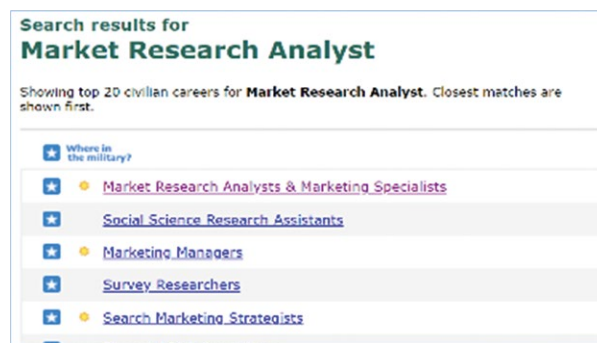 Search results for
Market Research Analyst
Showing top 20 civilian careers for Market Research Analyst. Closest matches are
shown first.
Where in
the military?
Market Research Analysts & Marketing Specialists
Social Science Research Assistants
Marketing Managers
Survey Researchers
Search Marketing Strategists